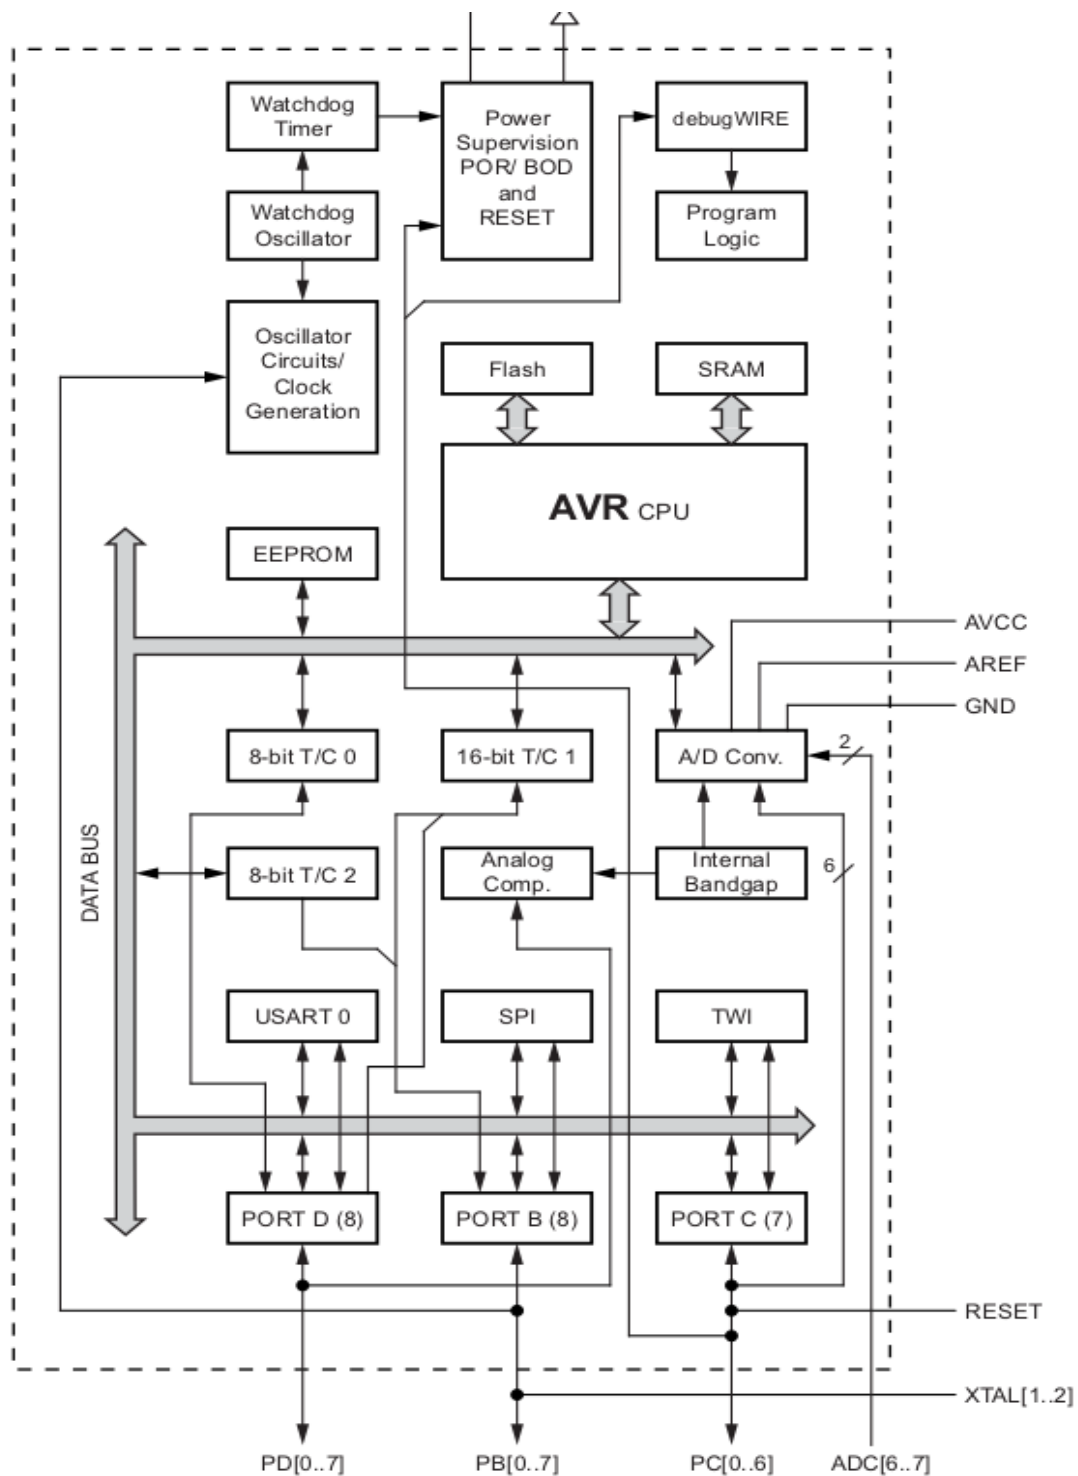 Watchdog
Timer
Power
Supervision
POR/ BOD
and
RESET
debugWIRE
Watchdog
Oscillator
Program
Logic
Oscillator
Circuits/
Clock
Generation
Flash
SRAM
AVR CPU
EEPROM
AVCC
AREF
GND
8-bit T/C 0
16-bit T/C 1
A/D Conv.
2
DATA BUS
8-bit T/C 2
Analog
Comp.
Internal
Bandgap
6
USART 0
SPI
TWI
PORT D (8)
PORT B (8)
PORT C (7)
RESET
XTAL[1..2]
PD[0..7]
PB[0..7]
PC[0..6]
ADC[6..7]